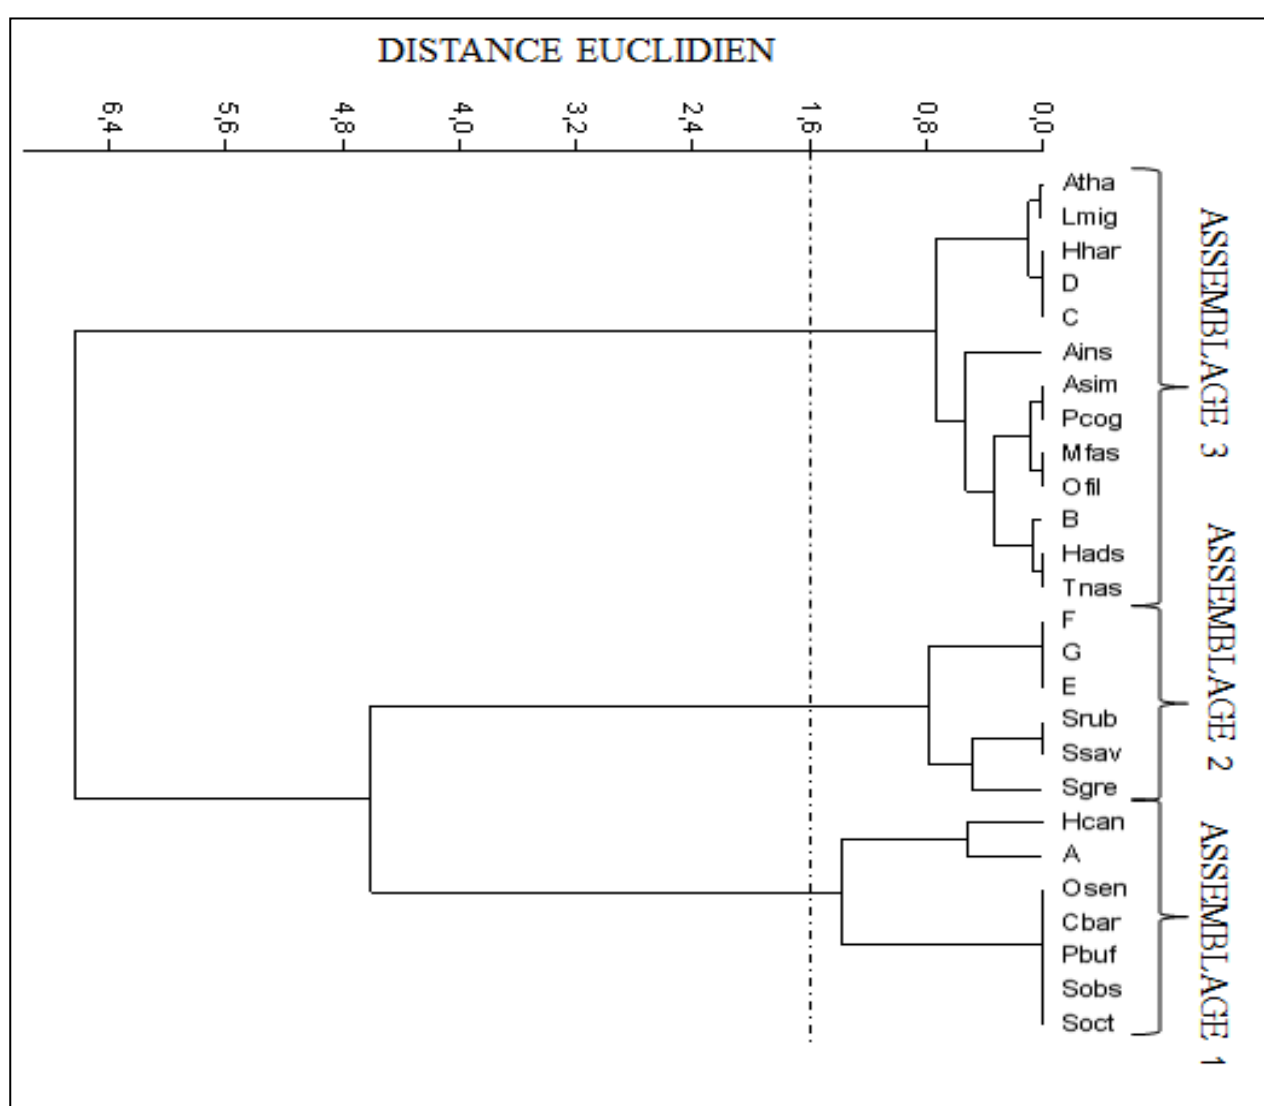 DISTANCE EUCLIDIEN
6,4 5,6 4,8 4,0 3,2 2,4 1,6 0,8 0,0
Atha
Lmig
Hhar
D
C
Ains
Asim
Pcog
Mfas
Ofil
B
Hads
Tnas
F
G
E
Srub
Ssav
Sgre
Hcan
A
Osen
Cbar
Pbuf
Sobs
Soct
ASSEMBLAGE 3
ASSEMBLAGE 2
ASSEMBLAGE 1